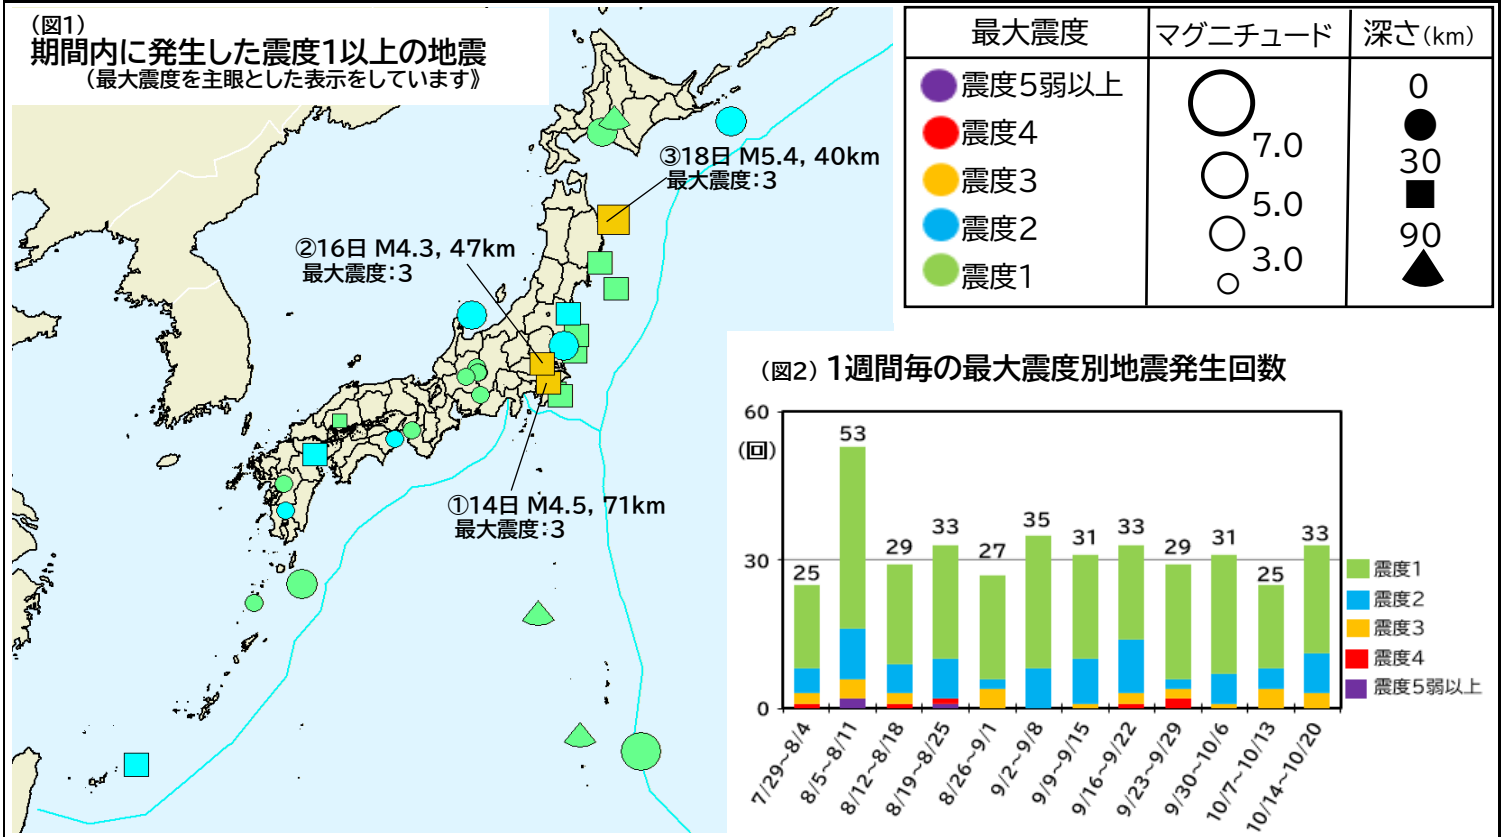 (図1)
期間内に発生した震度1以上の地震
(最大震度を主眼とした表示をしています》
③18日 M5.4, 40km
最大震度:3
②16日 M4.3, 47km
最大震度:3
①14日 M4.5, 71km
最大震度:3
最大震度 マグニチュード 深さ(km)
震度5弱以上
震度4
震度3
震度2
震度1
7.0
5.0
3.0
0
30
90
(図2) 1週間毎の最大震度別地震発生回数
60
(回)
30
0
25
53
29
33
27
35
31
33
29
31
25
33
7/29~8/4
8/5~8/11
8/12~8/18
8/19~8/25
8/26~9/1
9/2~9/8
9/9~9/15
9/16~9/22
9/23~9/29
9/30~10/6
10/7~10/13
10/14~10/20
震度1
震度2
震度3
震度4
震度5弱以上